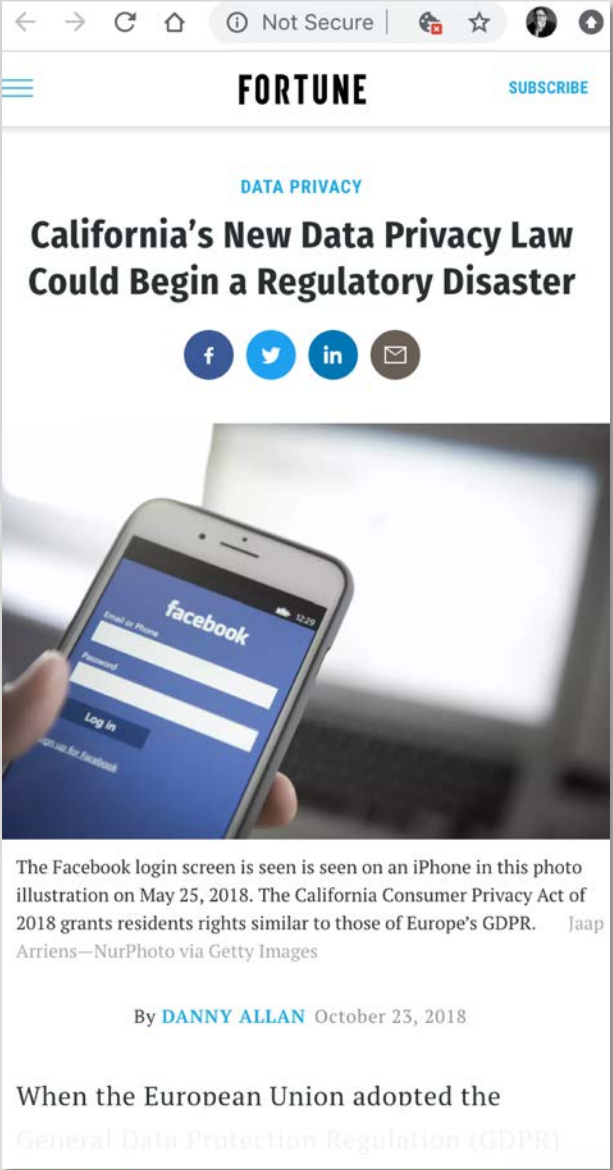 Not Secure
FORTUNE
SUBSCRIBE
DATA PRIVACY
California's New Data Privacy Law
Could Begin a Regulatory Disaster
f
in
12:29
facebook
Email or Phone
Password
Log in
Sign up for Facebook
The Facebook login screen is seen is seen on an iPhone in this photo
illustration on May 25, 2018. The California Consumer Privacy Act of
2018 grants residents rights similar to those of Europe's GDPR. Jaap
Arriens—NurPhoto via Getty Images
By DANNY ALLAN October 23, 2018
When the European Union adopted the
General Data Protection Regulation (GDPR)